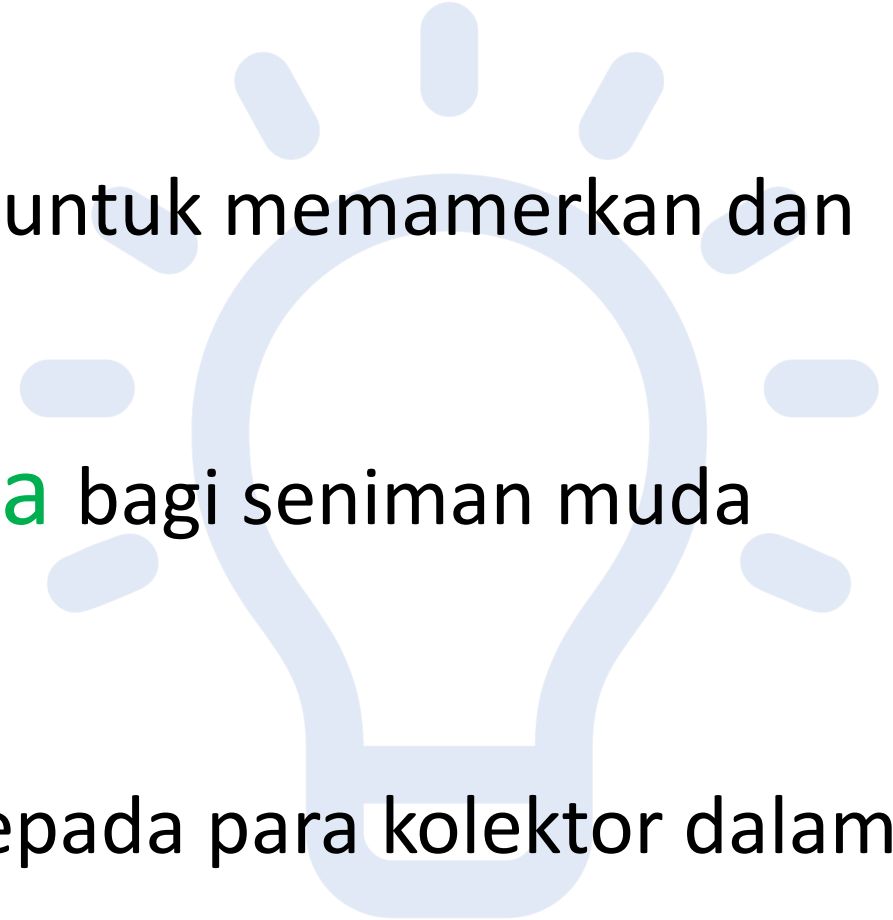 untuk memamerkan dan
a bagi seniman muda
epada para kolektor dalam